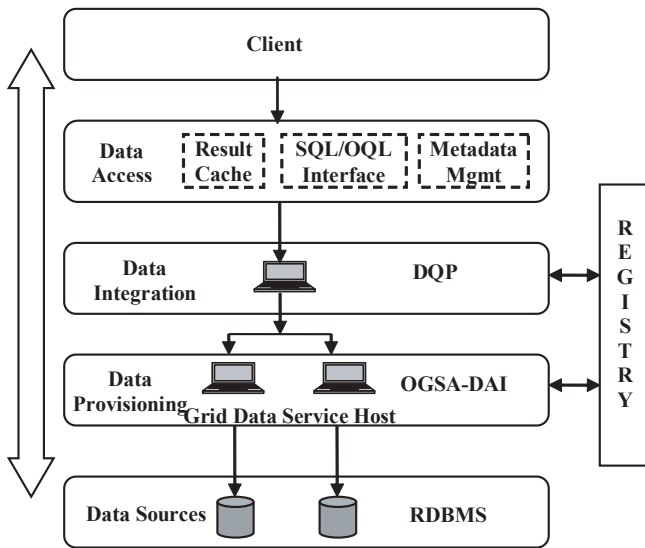 Client
Data
Access
Result
Cache
SQL/OQL
Interface
Metadata
Mgmt
Data
Integration
DQP
Data
Provisioning
OGSA-DAI
Grid Data Service Host
Data Sources
RDBMS
R
E
G
I
S
T
R
Y